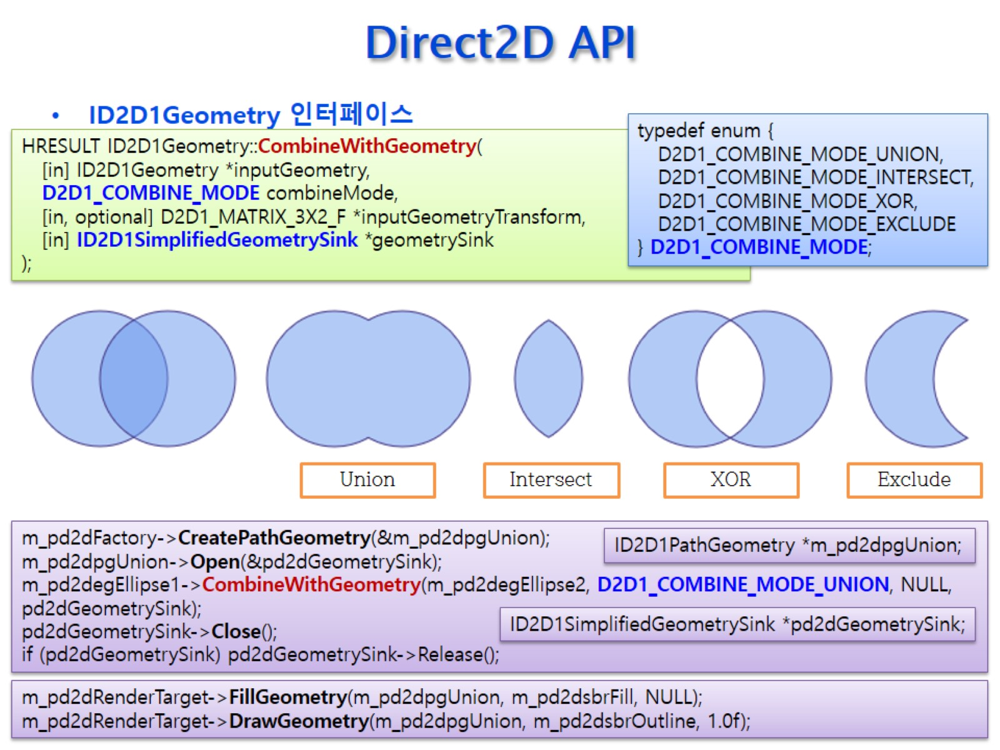 Direct2D API
• ID2D1Geometry 인터페이스
HRESULT ID2D1Geometry::CombineWithGeometry(
[in] ID2D1Geometry *inputGeometry,
D2D1_COMBINE_MODE combineMode,
[in, optional] D2D1_MATRIX_3X2_F *inputGeometryTransform,
[in] ID2D1SimplifiedGeometrySink *geometrySink
);
typedef enum {
D2D1_COMBINE_MODE_UNION,
D2D1_COMBINE_MODE_INTERSECT,
D2D1_COMBINE_MODE_XOR,
D2D1_COMBINE_MODE_EXCLUDE
} D2D1_COMBINE_MODE;
Union
Intersect
XOR
Exclude
m_pd2dFactory->CreatePathGeometry(&m_pd2dpgUnion);
ID2D1PathGeometry *m_pd2dpgUnion;
m_pd2dpgUnion->Open(&pd2dGeometrySink);
m_pd2degEllipse1->CombineWithGeometry(m_pd2degEllipse2, D2D1_COMBINE_MODE_UNION, NULL,
pd2dGeometrySink);
ID2D1SimplifiedGeometrySink *pd2dGeometrySink;
pd2dGeometrySink->Close();
if (pd2dGeometrySink) pd2dGeometrySink->Release();
m_pd2dRenderTarget->FillGeometry(m_pd2dpgUnion, m_pd2dsbrFill, NULL);
m_pd2dRenderTarget->DrawGeometry(m_pd2dpgUnion, m_pd2dsbrOutline, 1.0f);